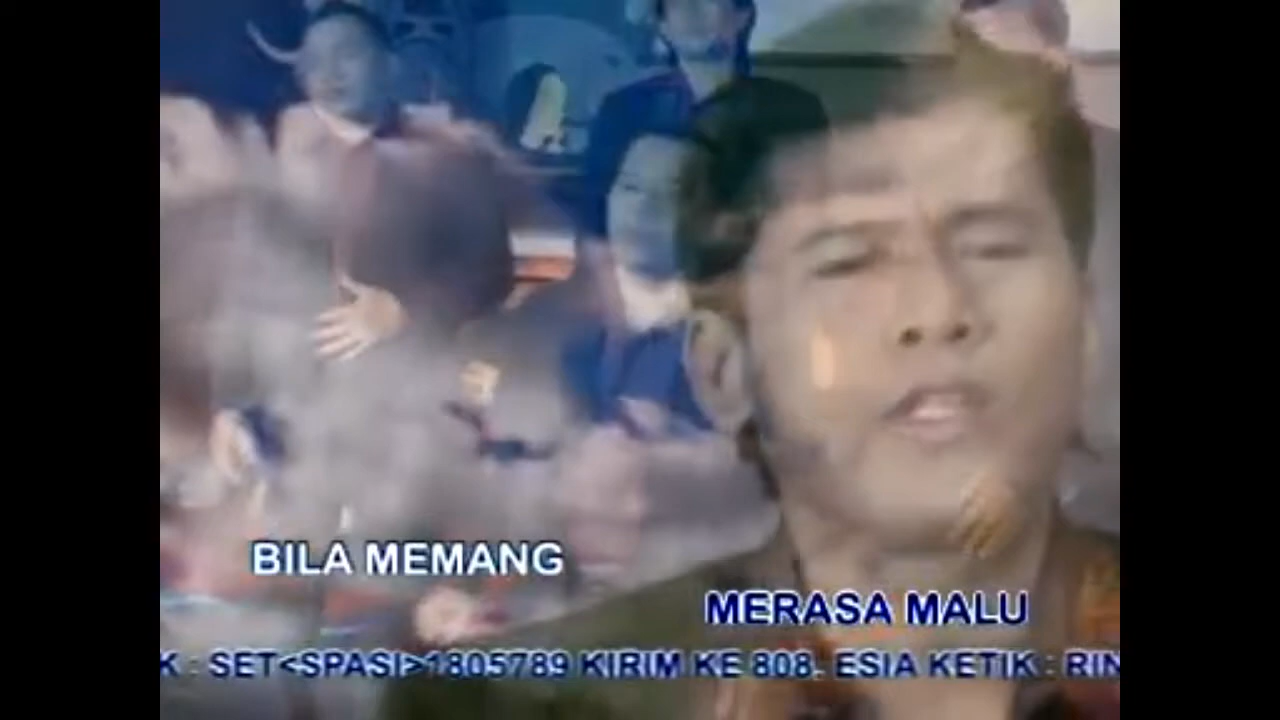 BILA MEMANG
MERASA MALU
K : SET<SPASI>1805789 KIRIM KE 808, ESIA KETIK : RIN